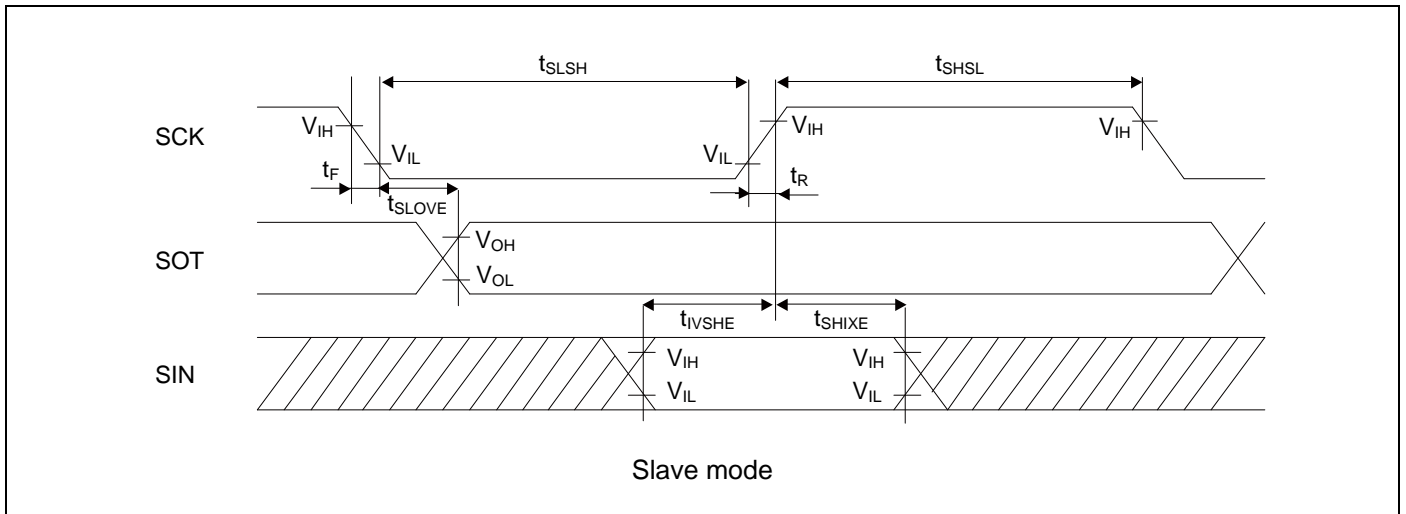 tSLSH tSHSL
SCK VIH VIL VIL VIH VIH
tF tR
tSLOVE
SOT VOH
VOL
tIVSHE tSHIXE
SIN VIH VIH
VIL VIL
Slave mode